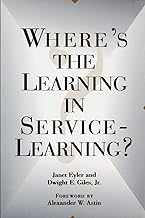 WHERE'S
THE
LEARNING
IN
SERVICE-
LEARNING?
Janet Eyler
and
Dwight E. Giles, Jr.
FOREWORD BY
ALEXANDER W. ASTIN